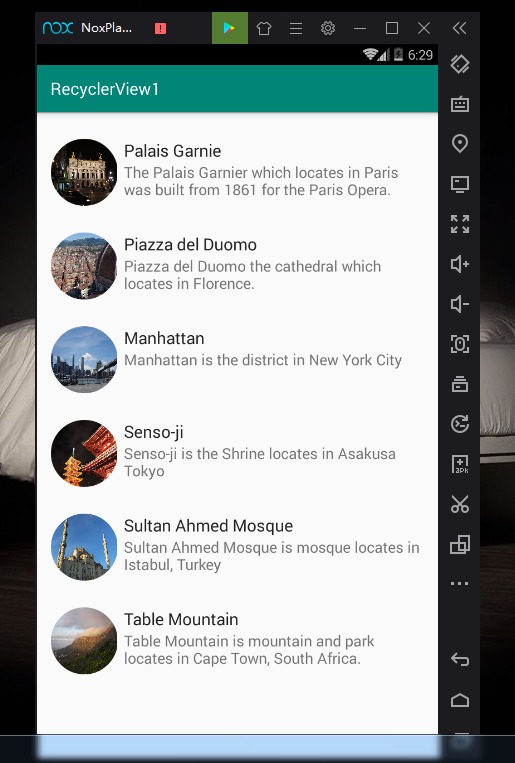 nox NoxPla...
6:29
RecyclerView1
Palais Garnie
The Palais Garnier which locates in Paris
was built from 1861 for the Paris Opera.
Piazza del Duomo
Piazza del Duomo the cathedral which
locates in Florence.
Manhattan
Manhattan is the district in New York City
Senso-ji
Senso-ji is the Shrine locates in Asakusa
Tokyo
Sultan Ahmed Mosque
Sultan Ahmed Mosque is mosque locates in
Istabul, Turkey
Table Mountain
Table Mountain is mountain and park
locates in Cape Town, South Africa.